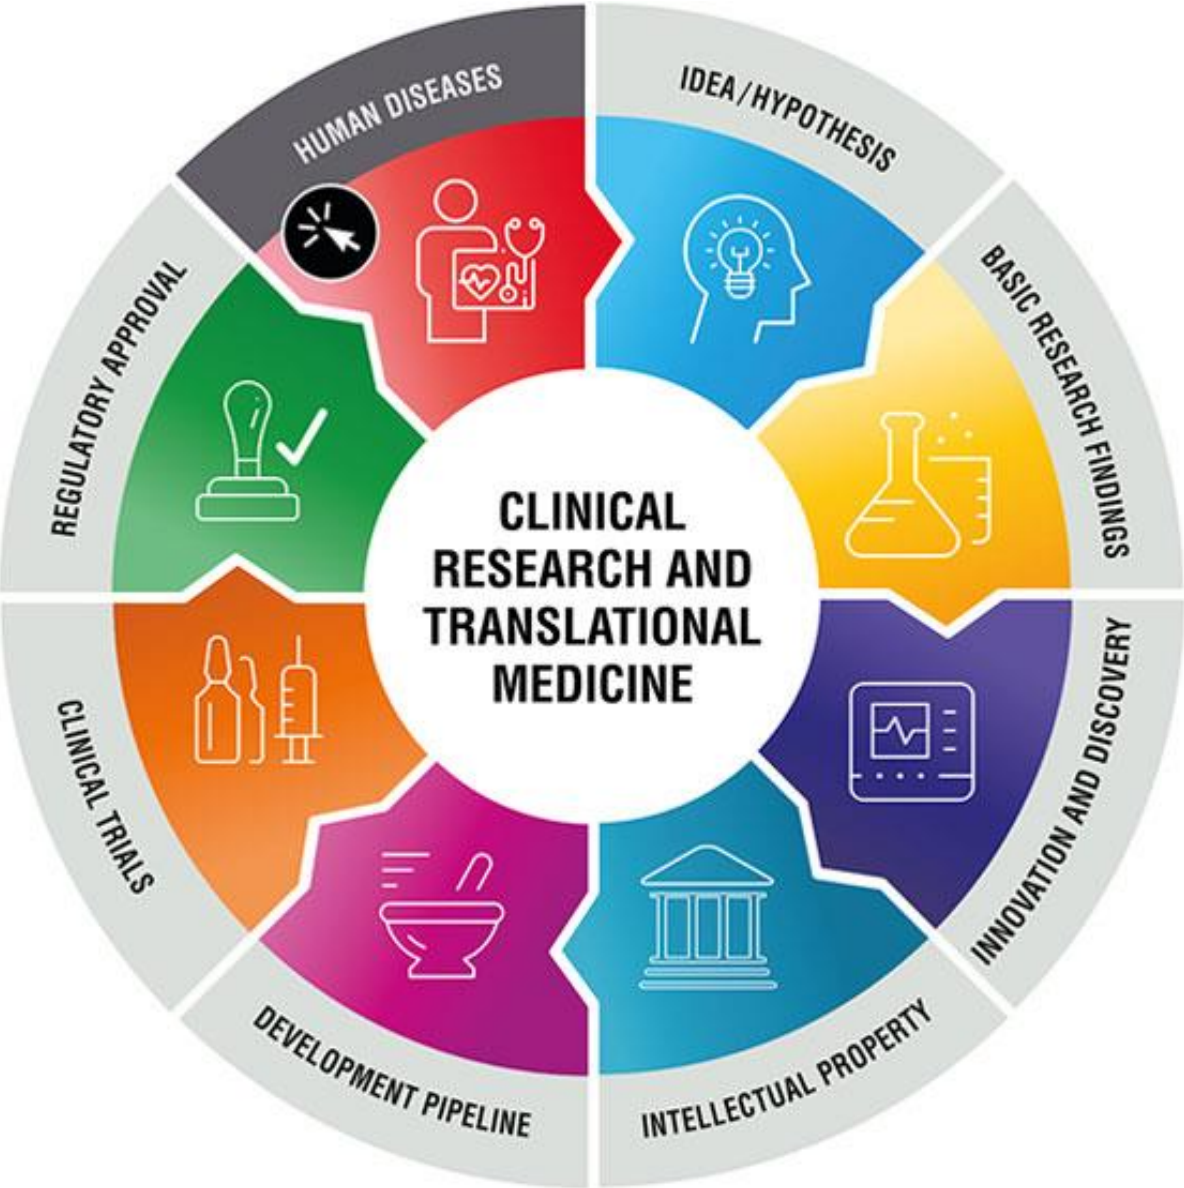 HUMAN DISEASES
IDEA/HYPOTHESIS
BASIC RESEARCH FINDINGS
INNOVATION AND DISCOVERY
INTELLECTUAL PROPERTY
DEVELOPMENT PIPELINE
CLINICAL TRIALS
REGULATORY APPROVAL
CLINICAL
RESEARCH AND
TRANSLATIONAL
MEDICINE